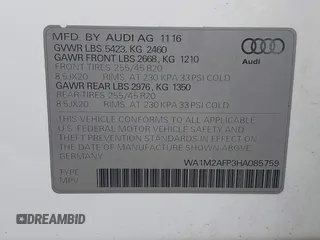 MFD. BY AUDI AG 11 16
GVWR LBS 5423, KG 2460
GAWR FRONT LBS 2668, KG 1210
FRONT-TIRES 255/45 R20
8.5JX20 RIMS. AT 230 KPA 33 PSI COLD
GAWR REAR LBS 2976, KG 1350
REAR-TIRES 255/45 R20
8.5JX20 RIMS. AT 230 KPA 33 PSI COLD
THIS VEHICLE CONFORMS TO ALL APPLICABLE
U.S. FEDERAL MOTOR VEHICLE SAFETY AND
THEFT PREVENTION STANDARDS IN EFFECT ON THE
DATE OF MANUFACTURE SHOWN ABOVE.
GERMANY
WA1M2AFP3HA085759
TYPE
MPV
Audi
DREAMBID
DREAMBID.COM